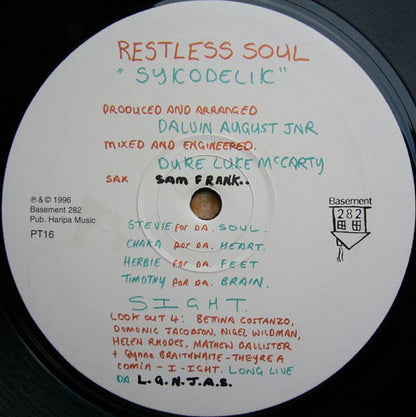 RESTLESS SOUL
"SYKODELIK"
PRODUCED AND ARRANGED
DALVIN AUGUST JNR
MIXED AND ENGINEERED.
DUKE LUKE McCARTY
SAX SAM FRANK..
℗ & © 1996
Basement 282
Pub. Haripa Music
PT16
Basement
282
STEVIE FOR DA. SOUL.
CHAKA FOR DA. HEART.
HERBIE FOR DA. FEET
TIMOTHY FOR DA. BRAIN.
SIGHT.
LOOK OUT 4: BETINA COSTANZO,
DOMONIC JACOBSON, NIGEL WILDMAN,
HELEN RHODES, MATHEW BALLISTER
+ Glynne BRAITHWAITE - THEYRE A
COMIN - I - IGHT. LONG LIVE
DA L.O.N.J.A.S.